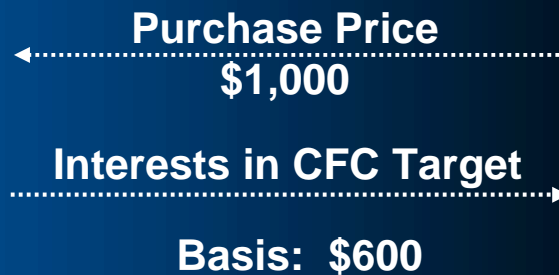 Purchase Price
$1,000
Interests in CFC Target
Basis: $600